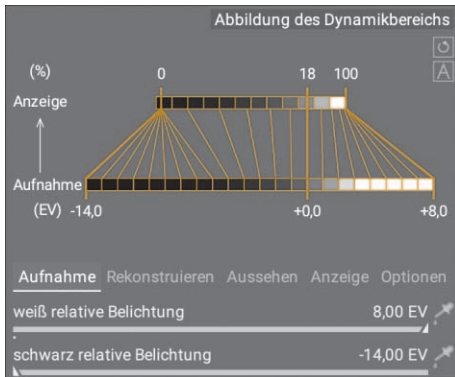 Abbildung des Dynamikbereichs
A
(%) 0 18 100
Anzeige
Aufnahme
(EV) -14,0 +0,0 +8,0
Aufnahme Rekonstruieren Aussehen Anzeige Optionen
weiß relative Belichtung 8,00 EV
schwarz relative Belichtung -14,00 EV